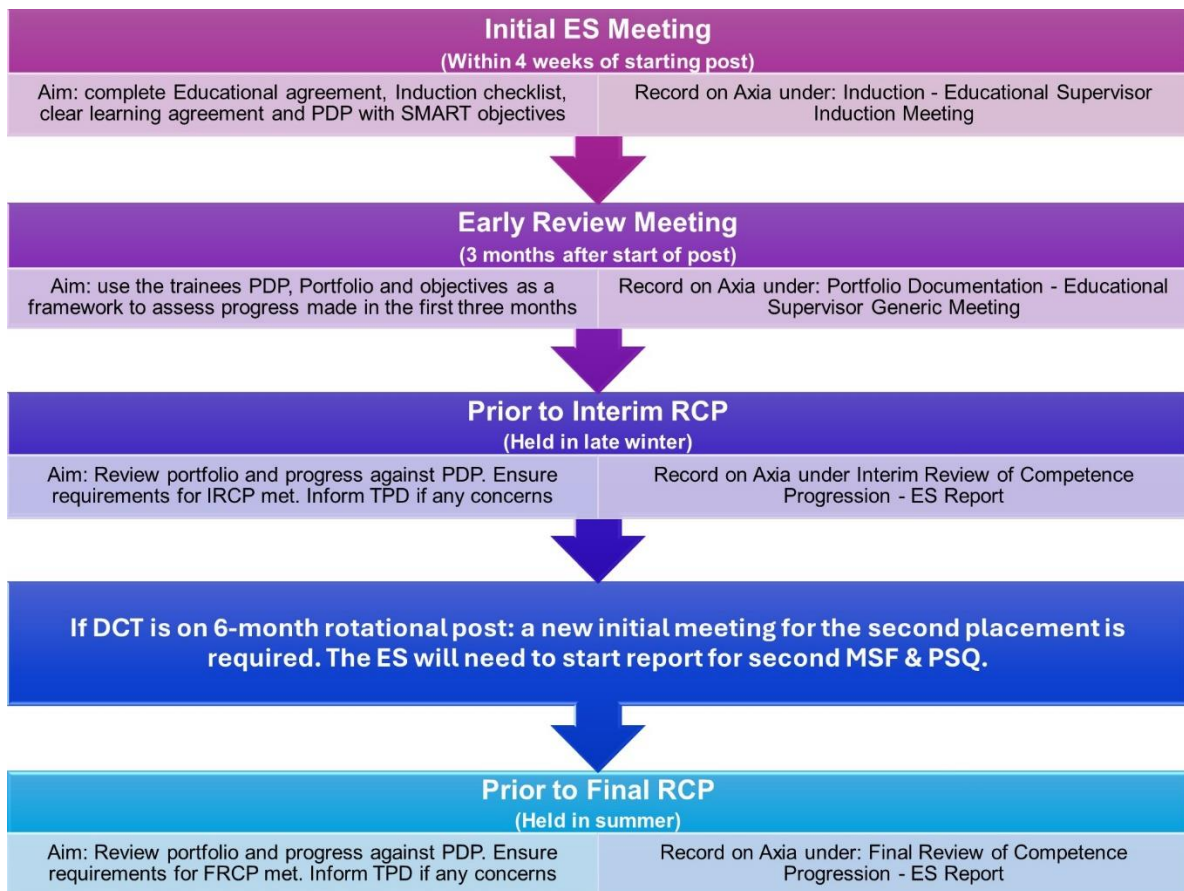 Initial ES Meeting
(Within 4 weeks of starting post)
Aim: complete Educational agreement, Induction checklist,
clear learning agreement and PDP with SMART objectives
Record on Axia under: Induction - Educational Supervisor
Induction Meeting
Early Review Meeting
(3 months after start of post)
Aim: use the trainees PDP, Portfolio and objectives as a
framework to assess progress made in the first three months
Record on Axia under: Portfolio Documentation - Educational
Supervisor Generic Meeting
Prior to Interim RCP
(Held in late winter)
Aim: Review portfolio and progress against PDP. Ensure
requirements for IRCP met. Inform TPD if any concerns
Record on Axia under Interim Review of Competence
Progression - ES Report
If DCT is on 6-month rotational post: a new initial meeting for the second placement is
required. The ES will need to start report for second MSF & PSQ.
Prior to Final RCP
(Held in summer)
Aim: Review portfolio and progress against PDP. Ensure
requirements for FRCP met. Inform TPD if any concerns
Record on Axia under: Final Review of Competence
Progression - ES Report